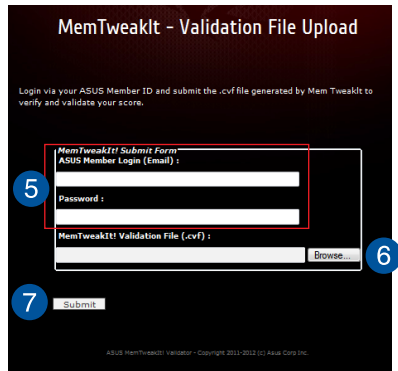 MemTweakIt - Validation File Upload
Login via your ASUS Member ID and submit the .cvf file generated by Mem TweakIt to
verify and validate your score.
MemTweakIt! Submit Form
ASUS Member Login (Email) :
5
Password :
MemTweakIt! Validation File (.cvf) :
Browse...
6
7
Submit
ASUS MemTweakIt! Validator - Copyright 2011-2012 (c) Asus Corp Inc.